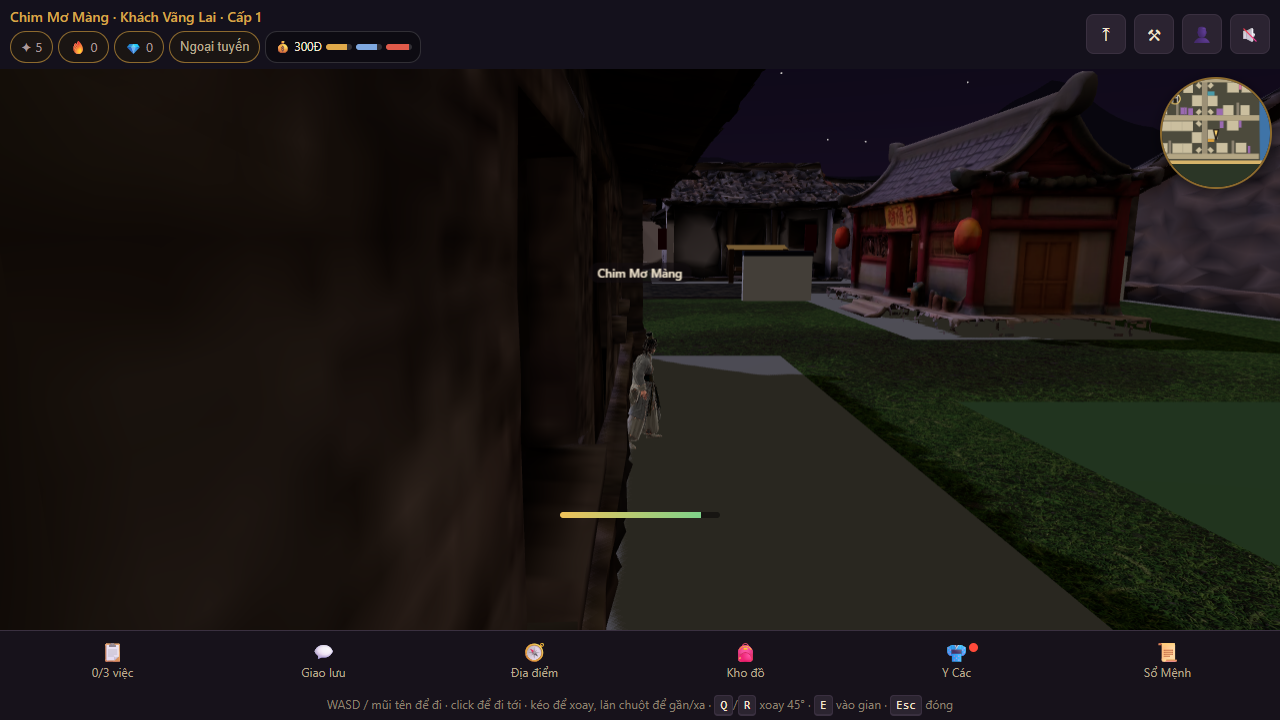 Chim Mơ Màng · Khách Vãng Lai · Cấp 1
5
0
0
Ngoại tuyến
300Đ
Chim Mơ Màng
0/3 việc
Giao lưu
Địa điểm
Kho đồ
Y Các
Sổ Mệnh
WASD / mũi tên để đi · click để đi tới · kéo để xoay, lăn chuột để gần/xa · Q / R xoay 45° · E vào gian · Esc đóng